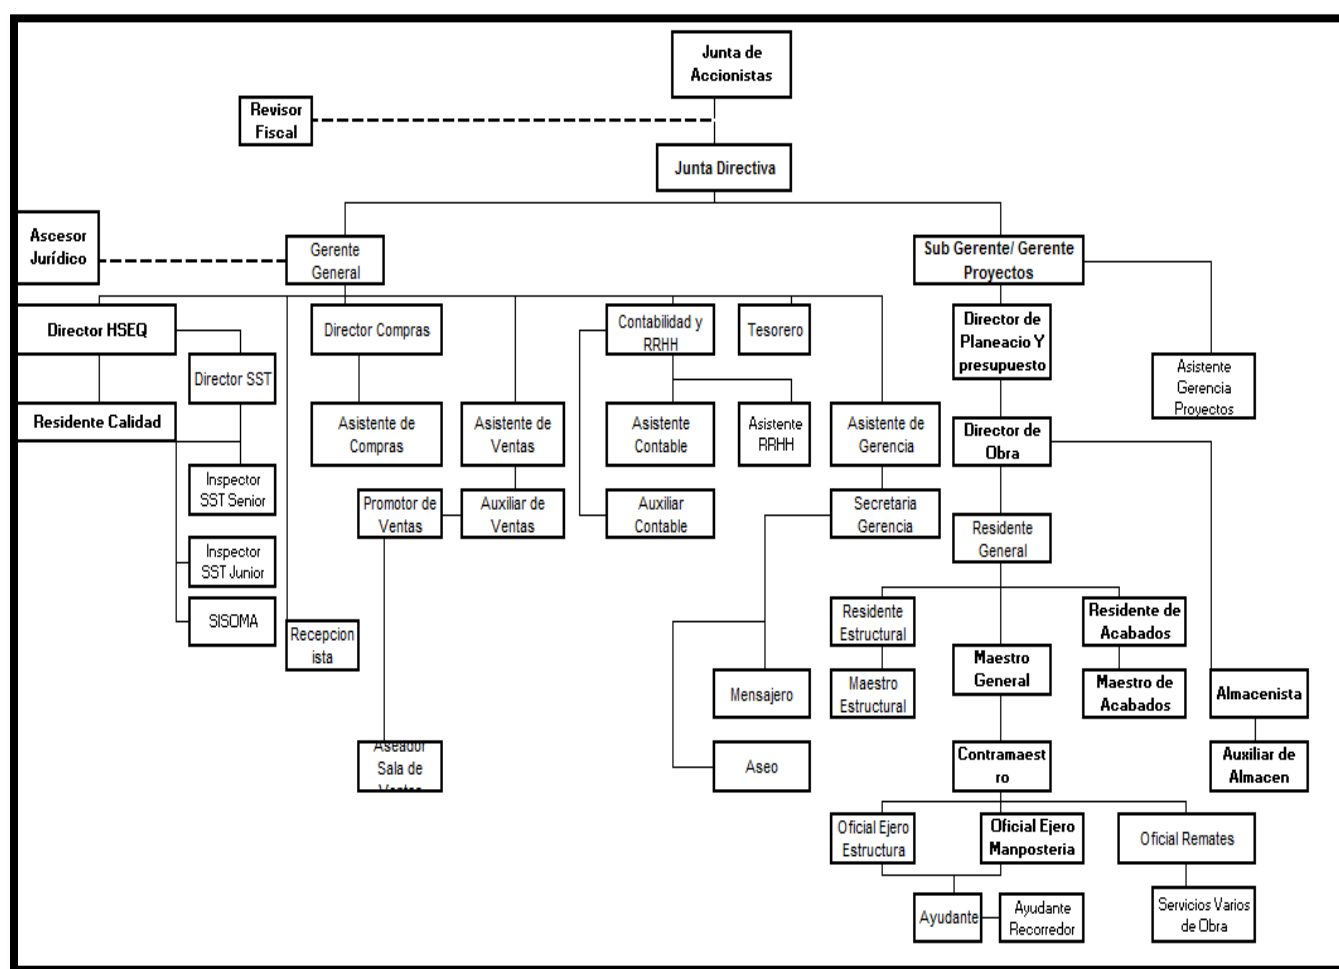 Junta de
Accionistas
Revisor
Fiscal
Junta Directiva
Ascesor
Jurídico
Gerente
General
Sub Gerente/ Gerente
Proyectos
Director HSEQ
Director SST
Director Compras
Contabilidad y
RRHH
Tesorero
Director de
Planeacio Y
presupuesto
Asistente
Gerencia
Proyectos
Residente Calidad
Asistente de
Compras
Asistente de
Ventas
Asistente
Contable
Asistente
RRHH
Asistente de
Gerencia
Director de
Obra
Inspector
SST Senior
Promotor de
Ventas
Auxiliar de
Ventas
Auxiliar
Contable
Secretaria
Gerencia
Residente
General
Inspector
SST Junior
SISOMA
Recepcion
ista
Residente
Estructural
Residente de
Acabados
Maestro
General
Mensajero
Maestro
Estructural
Maestro de
Acabados
Almacenista
Aseador
Sala de
Ventas
Aseo
Contramaest
ro
Auxiliar de
Almacen
Oficial Ejero
Estructura
Oficial Ejero
Manposteria
Oficial Remates
Ayudante
Ayudante
Recorredor
Servicios Varios
de Obra